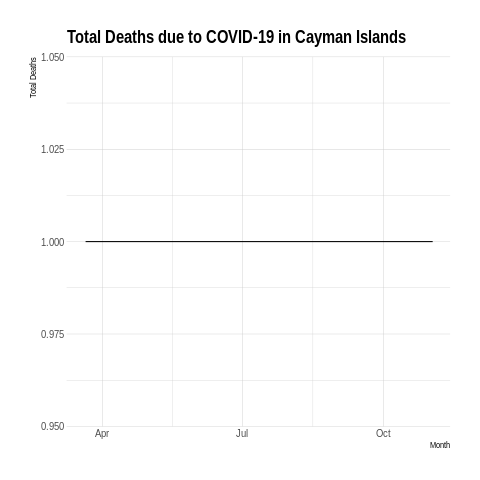 Total Deaths due to COVID-19 in Cayman Islands
Total Deaths
1.050
1.025
1.000
0.975
0.950
Apr Jul Oct
Month